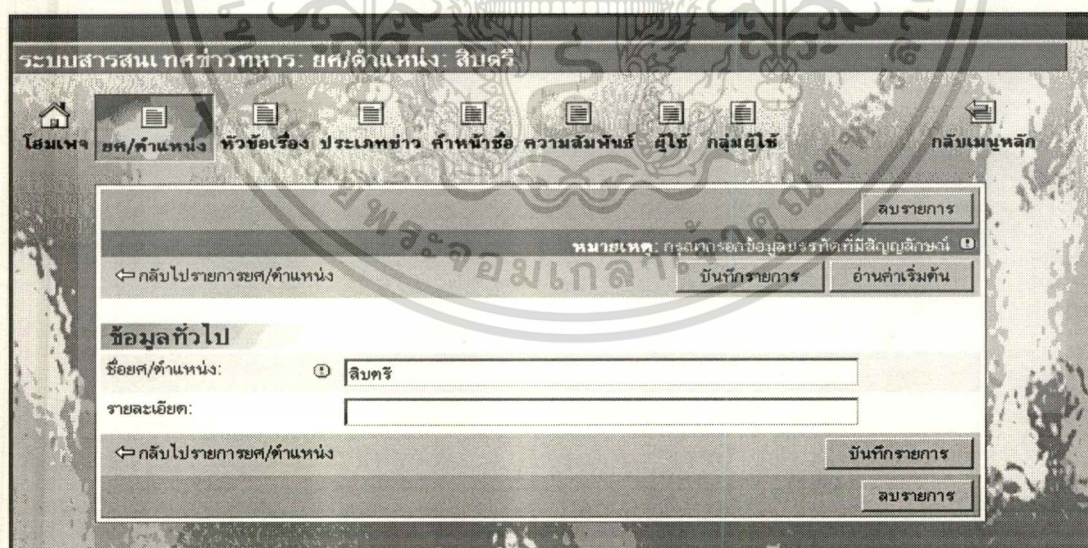 ระบบสารสนเทศข่าวทหาร: ยศ/ตำแหน่ง: สิบตรี
โฮมเพจ ยศ/ตำแหน่ง หัวข้อเรื่อง ประเภทข่าว คำหน้าชื่อ ความสัมพันธ์ ผู้ใช้ กลุ่มผู้ใช้ กลับเมนูหลัก
ลบรายการ
หมายเหตุ: กรุณากรอกข้อมูลบรรทัดที่มีสัญญลักษณ์
กลับไปรายการยศ/ตำแหน่ง บันทึกรายการ อ่านค่าเริ่มต้น
ข้อมูลทั่วไป
ชื่อยศ/ตำแหน่ง: สิบตรี
รายละเอียด:
กลับไปรายการยศ/ตำแหน่ง บันทึกรายการ
ลบรายการ